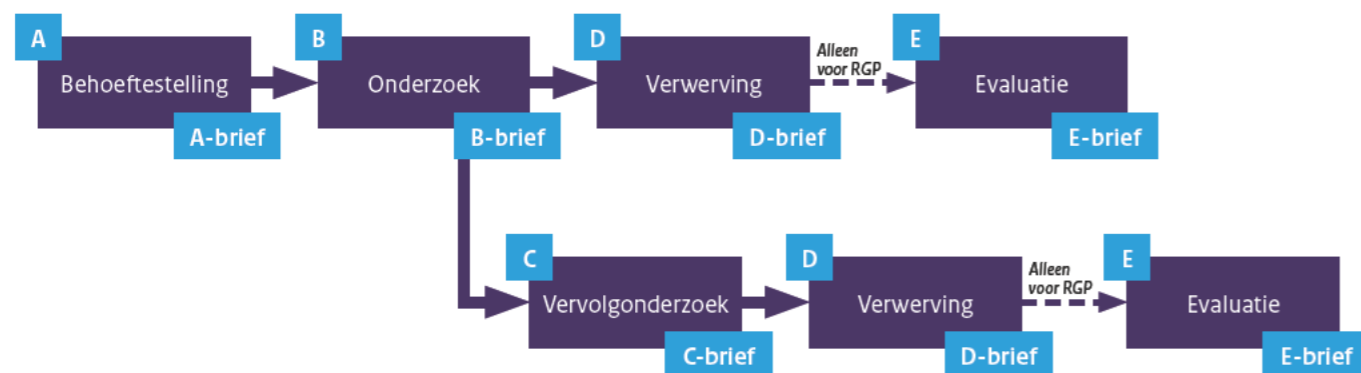 A
Behoeftestelling
A-brief
B
Onderzoek
B-brief
D
Verwerving
D-brief
Alleen
voor RGP
E
Evaluatie
E-brief
C
Vervolgonderzoek
C-brief
D
Verwerving
D-brief
Alleen
voor RGP
E
Evaluatie
E-brief